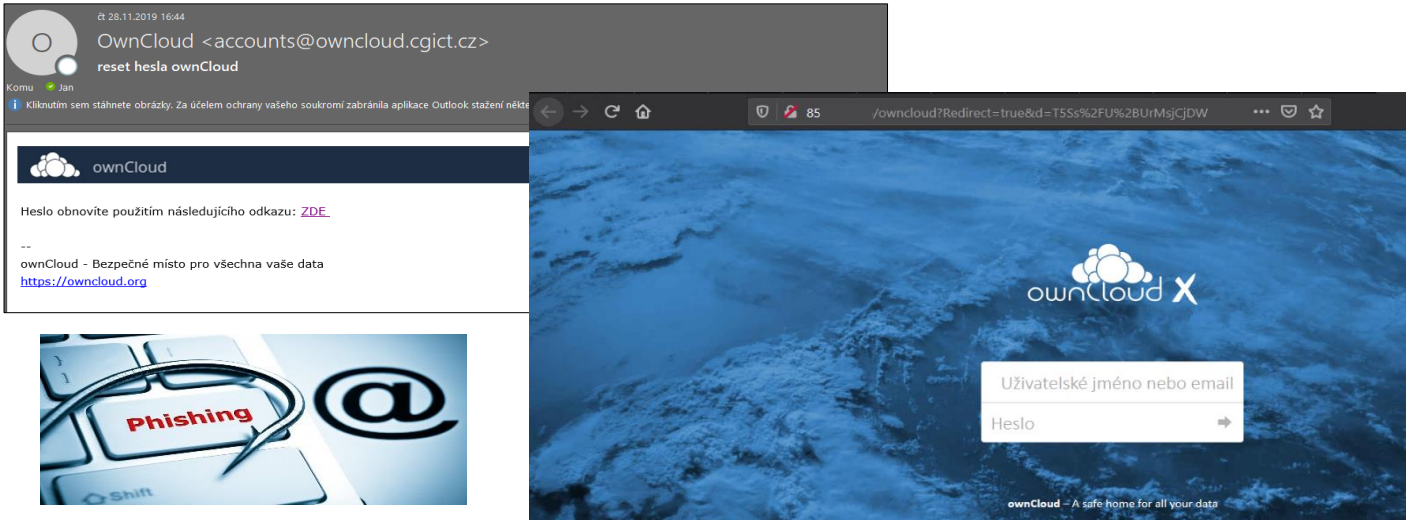 čt 28.11.2019 16:44
O
OwnCloud <accounts@owncloud.cgict.cz>
reset hesla ownCloud
Komu Jan
Kliknutím sem stáhnete obrázky. Za účelem ochrany vašeho soukromí zabránila aplikace Outlook stažení někte
ownCloud
Heslo obnovíte použitím následujícího odkazu: ZDE
--
ownCloud - Bezpečné místo pro všechna vaše data
https://owncloud.org
85 /owncloud?Redirect=true&d=T5Ss%2FU%2BUrMsjCjDW
ownCloud X
Uživatelské jméno nebo email
Heslo
ownCloud – A safe home for all your data
Phishing @
Shift